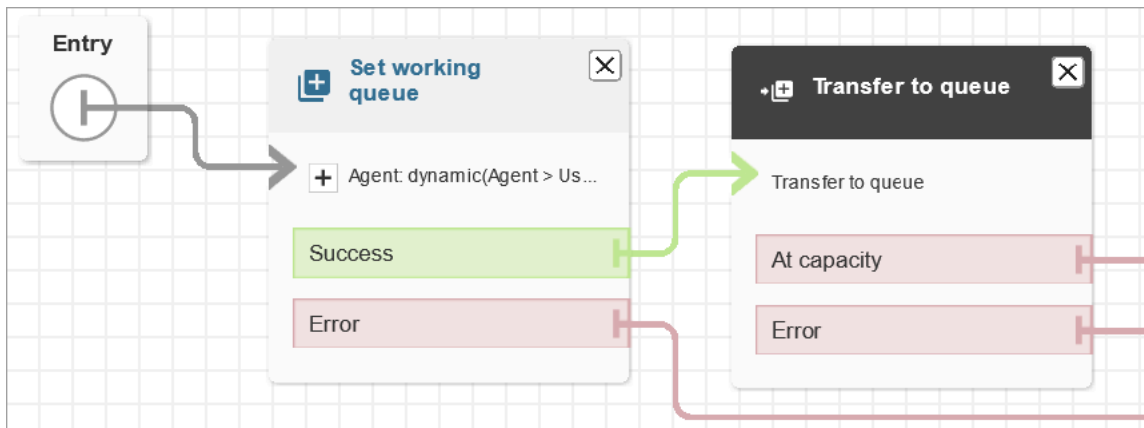 Entry
Set working
queue
Agent: dynamic(Agent > Us...
Success
Error
Transfer to queue
Transfer to queue
At capacity
Error